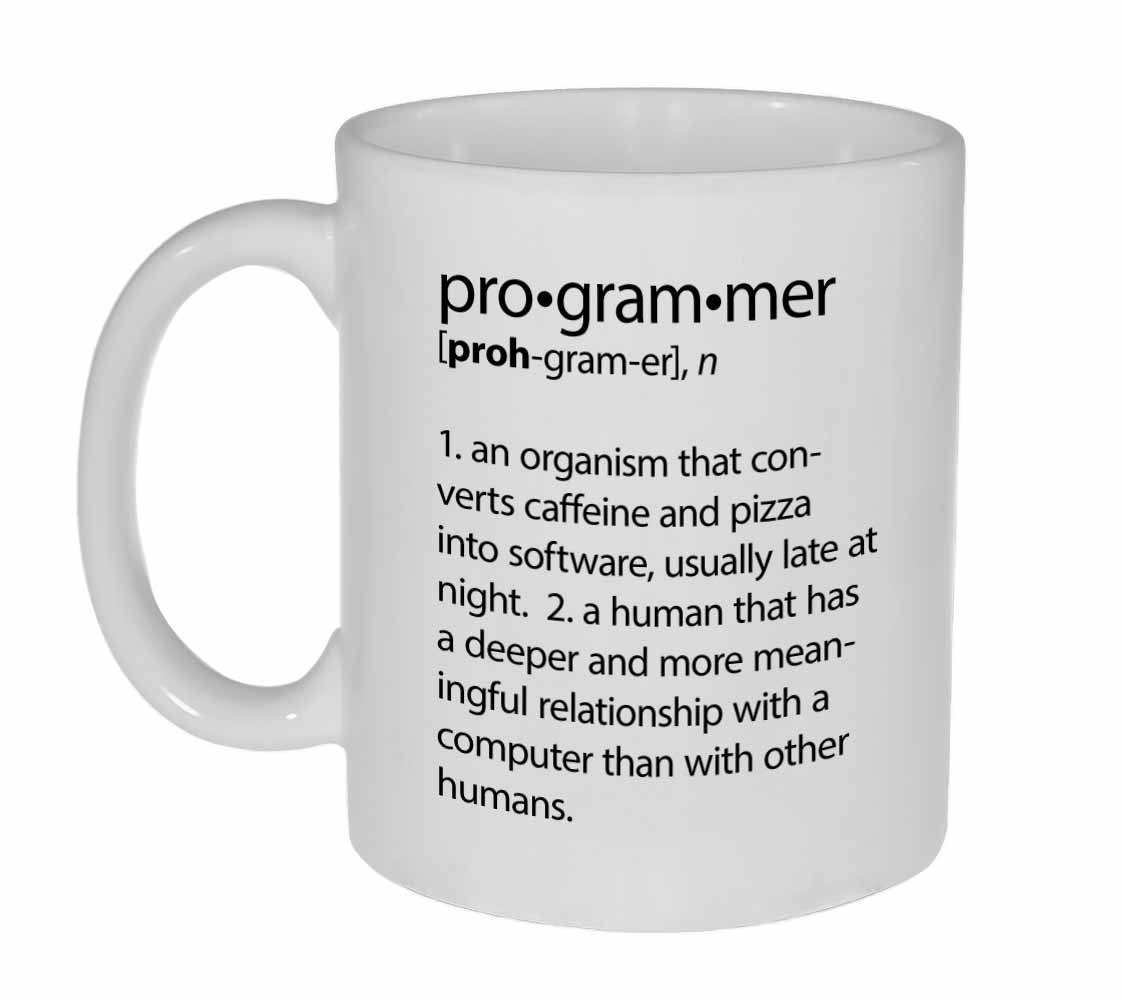 pro•gram•mer
[proh-gram-er], n
1. an organism that con-
verts caffeine and pizza
into software, usually late at
night.  2. a human that has
a deeper and more mean-
ingful relationship with a
computer than with other
humans.